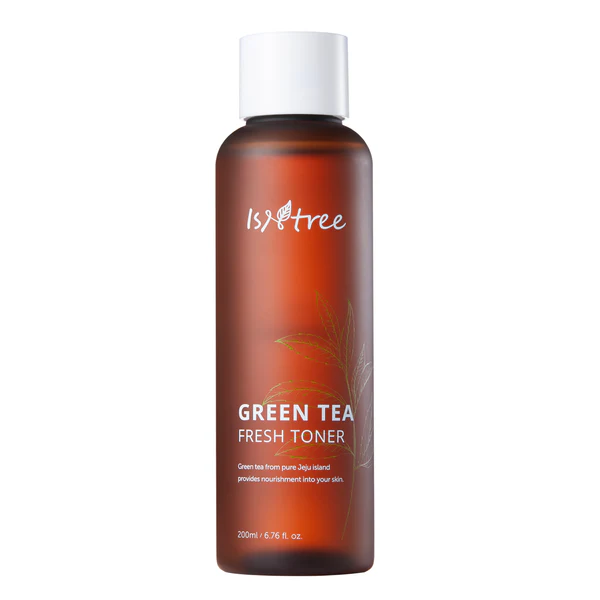 Isntree
GREEN TEA
FRESH TONER
Green tea from pure Jeju island
provides nourishment into your skin.
200ml / 6.76 fl. oz.